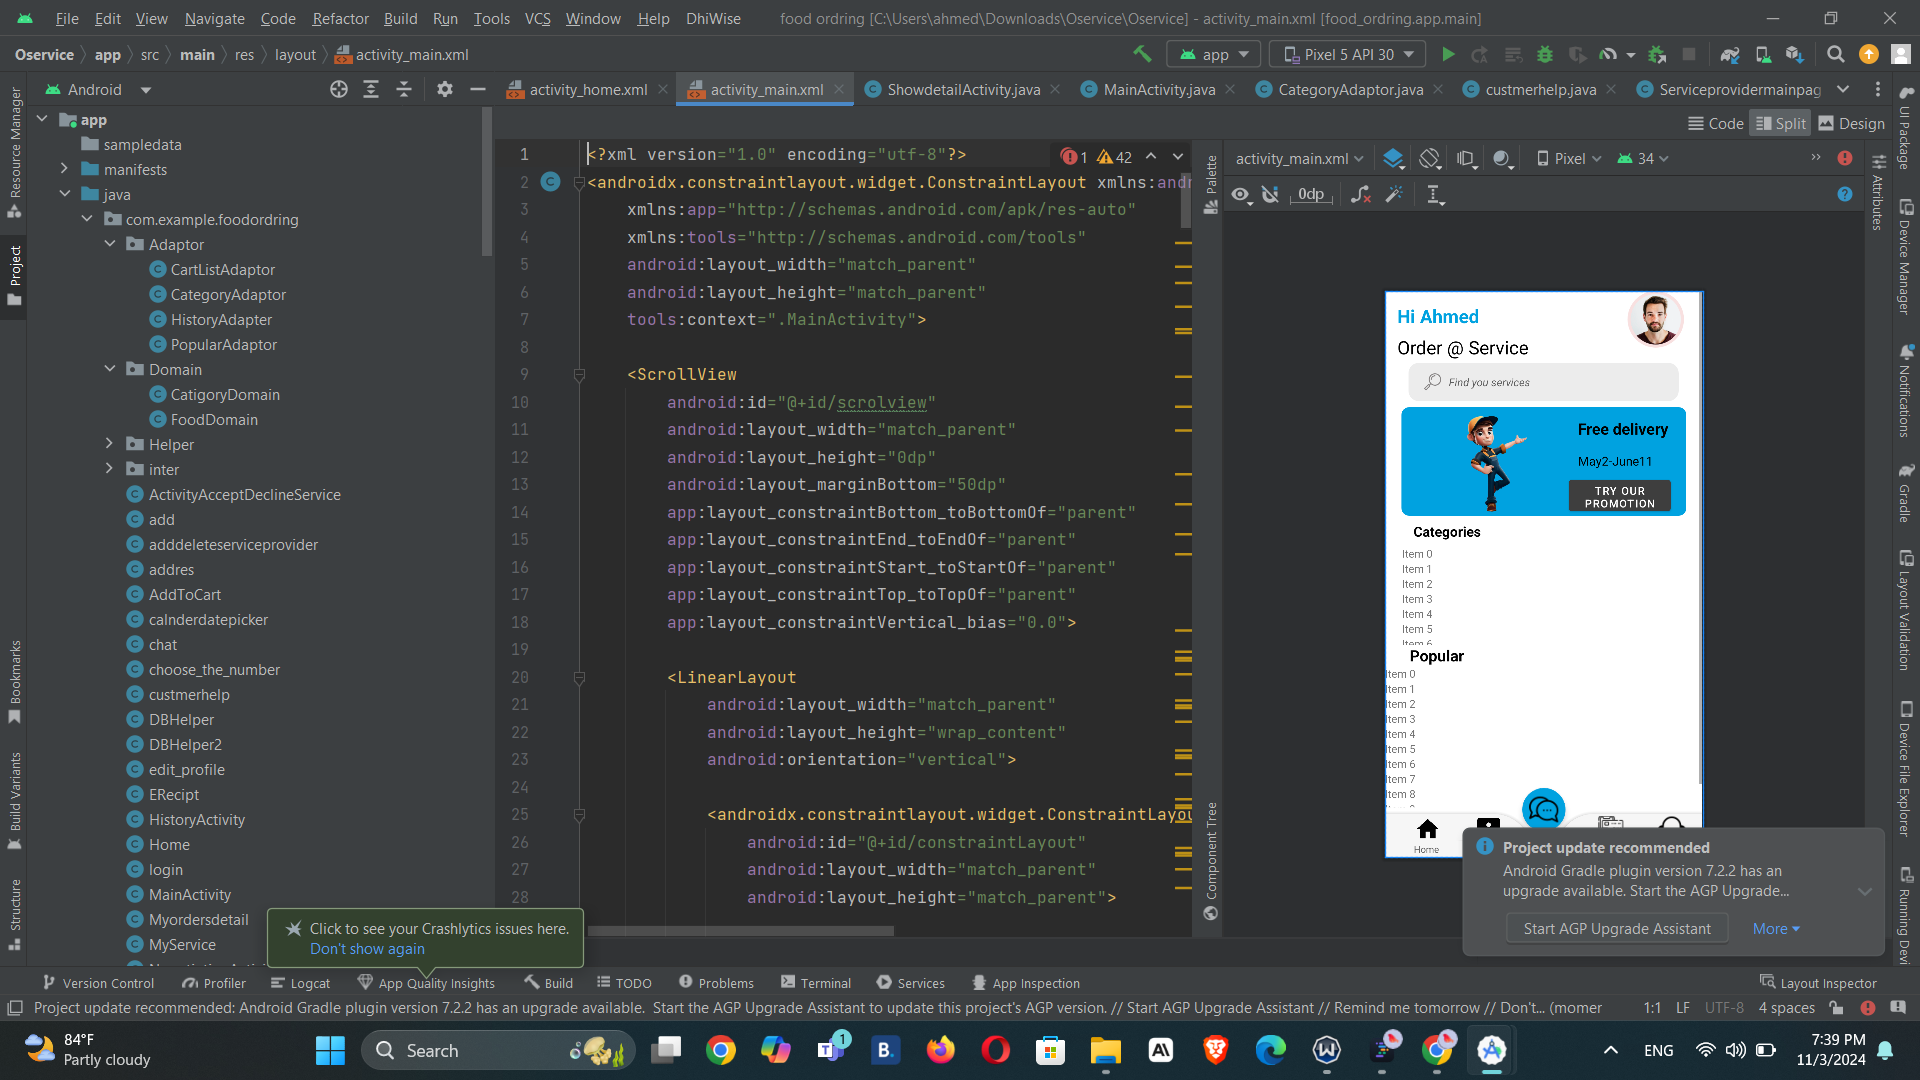 File Edit View Navigate Code Refactor Build Run Tools VCS Window Help DhiWise food ordring [C:\Users\ahmed\Downloads\Oservice\Oservice] - activity_main.xml [food_ordring.app.main]
Oservice app src main res layout activity_main.xml app Pixel 5 API 30
Android activity_home.xml activity_main.xml ShowdetailActivity.java MainActivity.java CategoryAdaptor.java custmerhelp.java Serviceprovidermainpag
Code Split Design
Resource Manager
Project
Bookmarks
Build Variants
Structure
app
sampledata
manifests
java
com.example.foodordring
Adaptor
CartListAdaptor
CategoryAdaptor
HistoryAdapter
PopularAdaptor
Domain
CatigoryDomain
FoodDomain
Helper
inter
ActivityAcceptDeclineService
add
adddeleteserviceprovider
addres
AddToCart
calnderdatepicker
chat
choose_the_number
custmerhelp
DBHelper
DBHelper2
edit_profile
ERecipt
HistoryActivity
Home
login
MainActivity
Myordersdetail
MyService
1 <?xml version="1.0" encoding="utf-8"?> 1 42
2 <androidx.constraintlayout.widget.ConstraintLayout xmlns:andr
3 xmlns:app="http://schemas.android.com/apk/res-auto"
4 xmlns:tools="http://schemas.android.com/tools"
5 android:layout_width="match_parent"
6 android:layout_height="match_parent"
7 tools:context=".MainActivity">
8
9 <ScrollView
10 android:id="@+id/scrolview"
11 android:layout_width="match_parent"
12 android:layout_height="0dp"
13 android:layout_marginBottom="50dp"
14 app:layout_constraintBottom_toBottomOf="parent"
15 app:layout_constraintEnd_toEndOf="parent"
16 app:layout_constraintStart_toStartOf="parent"
17 app:layout_constraintTop_toTopOf="parent"
18 app:layout_constraintVertical_bias="0.0">
19
20 <LinearLayout
21 android:layout_width="match_parent"
22 android:layout_height="wrap_content"
23 android:orientation="vertical">
24
25 <androidx.constraintlayout.widget.ConstraintLayou
26 android:id="@+id/constraintLayout"
27 android:layout_width="match_parent"
28 android:layout_height="match_parent">
Palette
Component Tree
activity_main.xml Pixel 34
0dp
Hi Ahmed
Order @ Service
Find you services
Free delivery
May2-June11
TRY OUR
PROMOTION
Categories
Item 0
Item 1
Item 2
Item 3
Item 4
Item 5
Item 6
Popular
Item 0
Item 1
Item 2
Item 3
Item 4
Item 5
Item 6
Item 7
Item 8
Home
Attributes
UI Package
Device Manager
Notifications
Gradle
Layout Validation
Device File Explorer
Running Devi
Project update recommended
Android Gradle plugin version 7.2.2 has an
upgrade available. Start the AGP Upgrade...
Start AGP Upgrade Assistant More
Click to see your Crashlytics issues here.
Don't show again
Version Control Profiler Logcat App Quality Insights Build TODO Problems Terminal Services App Inspection Layout Inspector
Project update recommended: Android Gradle plugin version 7.2.2 has an upgrade available. Start the AGP Upgrade Assistant to update this project's AGP version. // Start AGP Upgrade Assistant // Remind me tomorrow // Don't... (momer 1:1 LF UTF-8 4 spaces
84°F
Partly cloudy
Search
1
B.
ENG
7:39 PM
11/3/2024